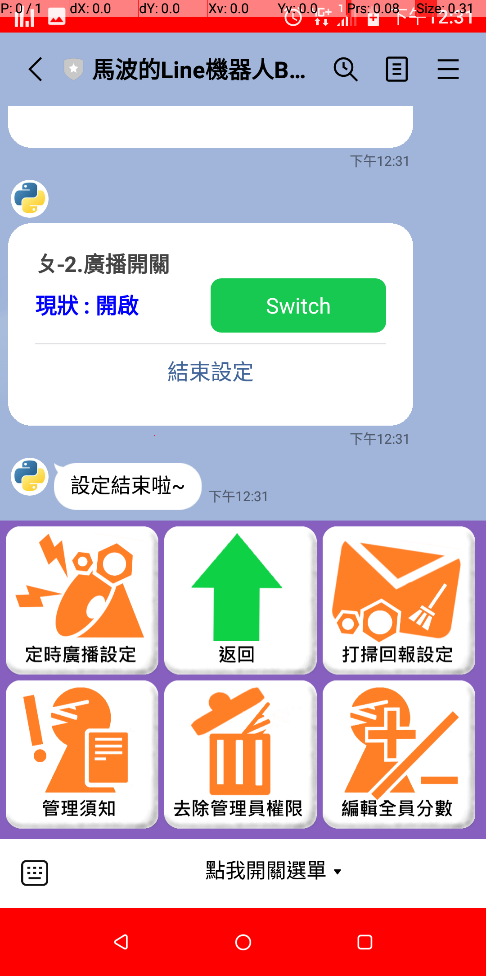 P: 0 / 1 dX: 0.0 dY: 0.0 Xv: 0.0 Yv: 0.0 Prs: 0.08 Size: 0.31
下午12:31
馬波的Line機器人B...
下午12:31
ㄆ-2.廣播開關
現狀 : 開啟
Switch
結束設定
下午12:31
設定結束啦~
下午12:31
定時廣播設定
返回
打掃回報設定
管理須知
去除管理員權限
編輯全員分數
點我開關選單